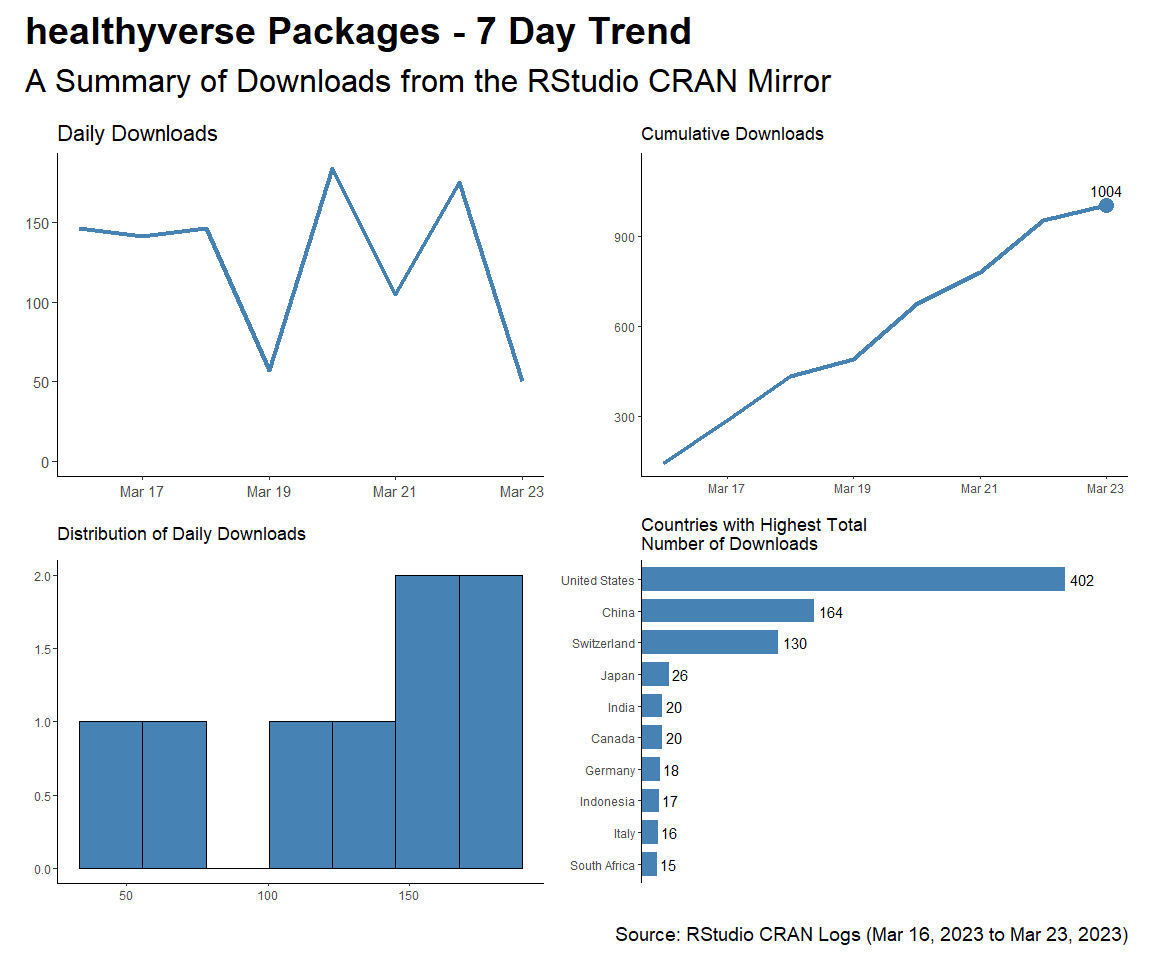 healthyverse Packages - 7 Day Trend
A Summary of Downloads from the RStudio CRAN Mirror
Daily Downloads
150
100
50
0
Mar 17 Mar 19 Mar 21 Mar 23
Cumulative Downloads
1004
900
600
300
Mar 17 Mar 19 Mar 21 Mar 23
Distribution of Daily Downloads
2.0
1.5
1.0
0.5
0.0
50 100 150
Countries with Highest Total
Number of Downloads
United States 402
China 164
Switzerland 130
Japan 26
India 20
Canada 20
Germany 18
Indonesia 17
Italy 16
South Africa 15
Source: RStudio CRAN Logs (Mar 16, 2023 to Mar 23, 2023)